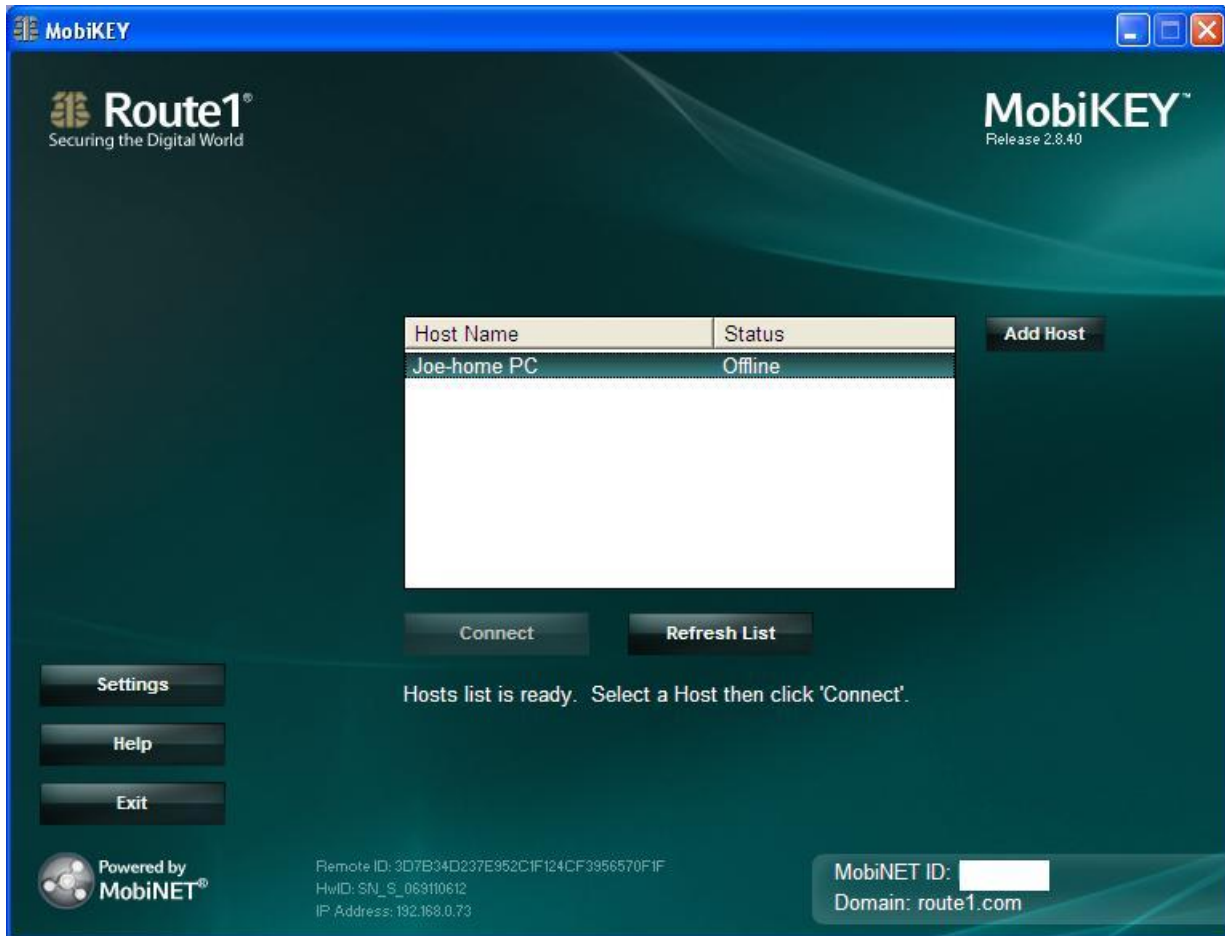 MobiKEY
Route1®
Securing the Digital World
MobiKEY™
Release 2.8.40
Host Name Status
Add Host
Joe-home PC Offline
Connect Refresh List
Hosts list is ready. Select a Host then click 'Connect'.
Settings
Help
Exit
Powered by
MobiNET®
Remote ID: 3D7B34D237E952C1F124CF3956570F1F
HwID: SN_S_069110612
IP Address: 192.168.0.73
MobiNET ID:
Domain: route1.com